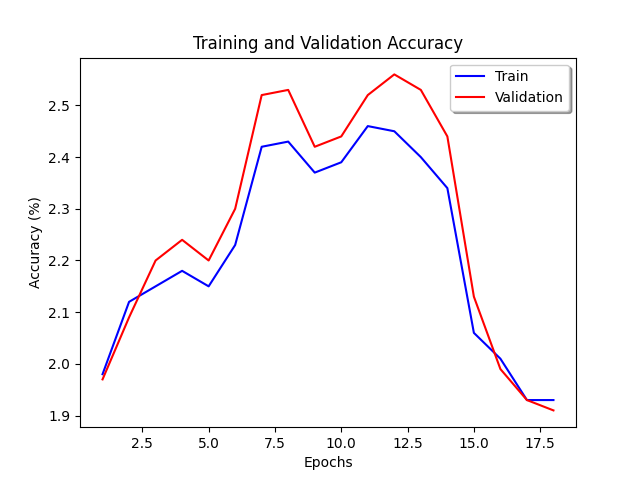 Training and Validation Accuracy
Train
Validation
Accuracy (%)
2.5
2.4
2.3
2.2
2.1
2.0
1.9
2.5
5.0
7.5
10.0
12.5
15.0
17.5
Epochs